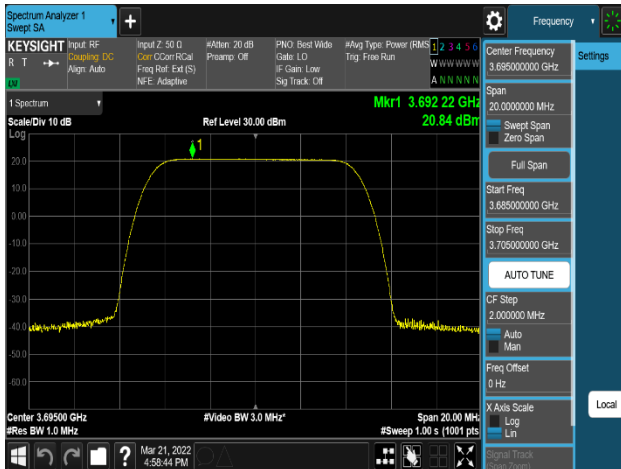 Spectrum Analyzer 1
Swept SA
+
Frequency
KEYSIGHT
R T
Input: RF
Coupling: DC
Align: Auto
Input Z: 50 Ω
Corr CCorr RCal
Freq Ref: Ext (S)
NFE: Adaptive
#Atten: 20 dB
Preamp: Off
PNO: Best Wide
Gate: LO
IF Gain: Low
Sig Track: Off
#Avg Type: Power (RMS
Trig: Free Run
1 2 3 4 5 6
W W W W W W
A N N N N N
1 Spectrum
Scale/Div 10 dB
Ref Level 30.00 dBm
Mkr1 3.692 22 GHz
20.84 dBm
Log
1
20.0
10.0
0.00
-10.0
-20.0
-30.0
-40.0
-50.0
-60.0
Center 3.69500 GHz
#Res BW 1.0 MHz
#Video BW 3.0 MHz*
Span 20.00 MHz
#Sweep 1.00 s (1001 pts
Center Frequency
3.695000000 GHz
Span
20.0000000 MHz
Swept Span
Zero Span
Full Span
Start Freq
3.685000000 GHz
Stop Freq
3.705000000 GHz
AUTO TUNE
CF Step
2.000000 MHz
Auto
Man
Freq Offset
0 Hz
X Axis Scale
Log
Lin
Signal Track
(Span Zoom)
Settings
Local
?
Mar 21, 2022
4:58:44 PM